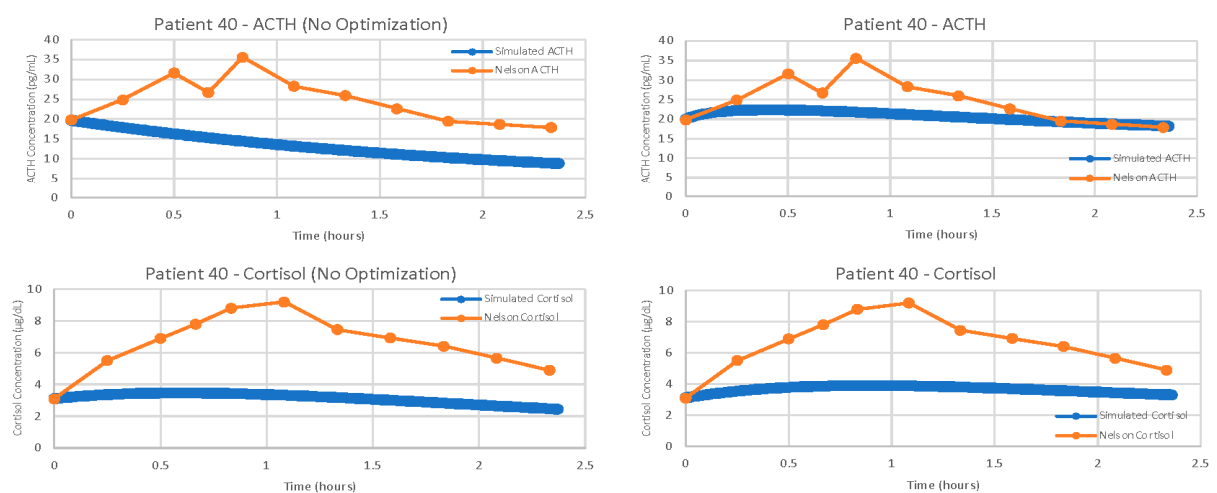 Patient 40 - ACTH (No Optimization)
ACTH Concentration (pg/mL)
40
35
30
25
20
15
10
5
0
Simulated ACTH
Nelson ACTH
0
0.5
1
1.5
2
2.5
Time (hours)
Patient 40 - ACTH
ACTH Concentration (pg/mL)
40
35
30
25
20
15
10
5
0
Simulated ACTH
Nelson ACTH
0
0.5
1
1.5
2
2.5
Time (hours)
Patient 40 - Cortisol (No Optimization)
Cortisol Concentration (µg/dL)
10
8
6
4
2
0
Simulated Cortisol
Nelson Cortisol
0
0.5
1
1.5
2
2.5
Time (hours)
Patient 40 - Cortisol
Cortisol Concentration (µg/dL)
10
8
6
4
2
0
Simulated Cortisol
Nelson Cortisol
0
0.5
1
1.5
2
2.5
Time (hours)